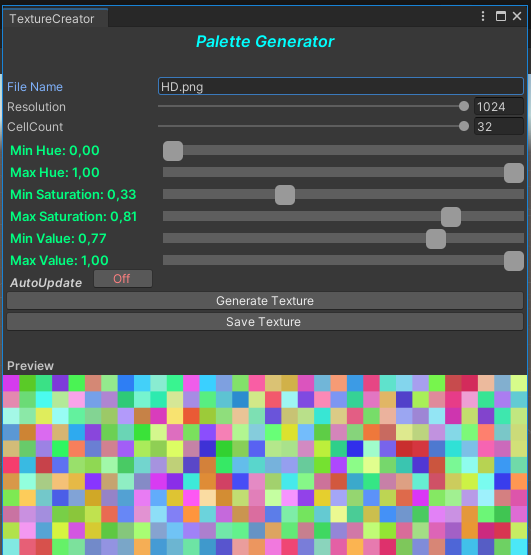 TextureCreator
Palette Generator
File Name HD.png
Resolution 1024
CellCount 32
Min Hue: 0,00
Max Hue: 1,00
Min Saturation: 0,33
Max Saturation: 0,81
Min Value: 0,77
Max Value: 1,00
AutoUpdate Off
Generate Texture
Save Texture
Preview